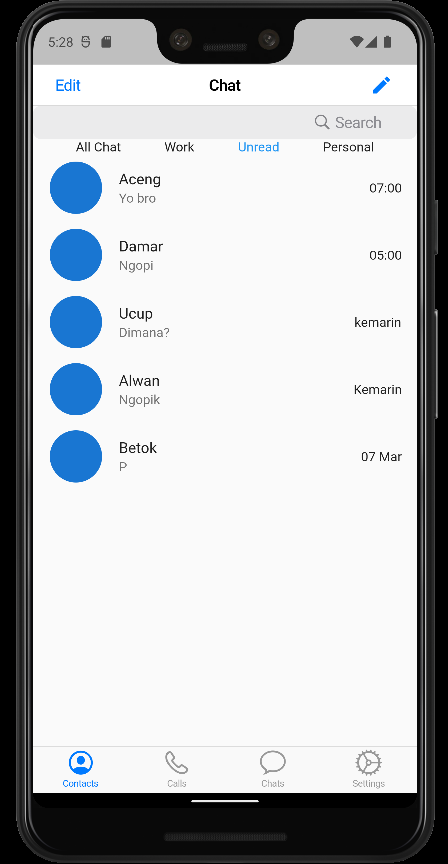 5:28
Edit Chat
Search
All Chat Work Unread Personal
Aceng 07:00
Yo bro
Damar 05:00
Ngopi
Ucup kemarin
Dimana?
Alwan Kemarin
Ngopik
Betok 07 Mar
P
Contacts Calls Chats Settings